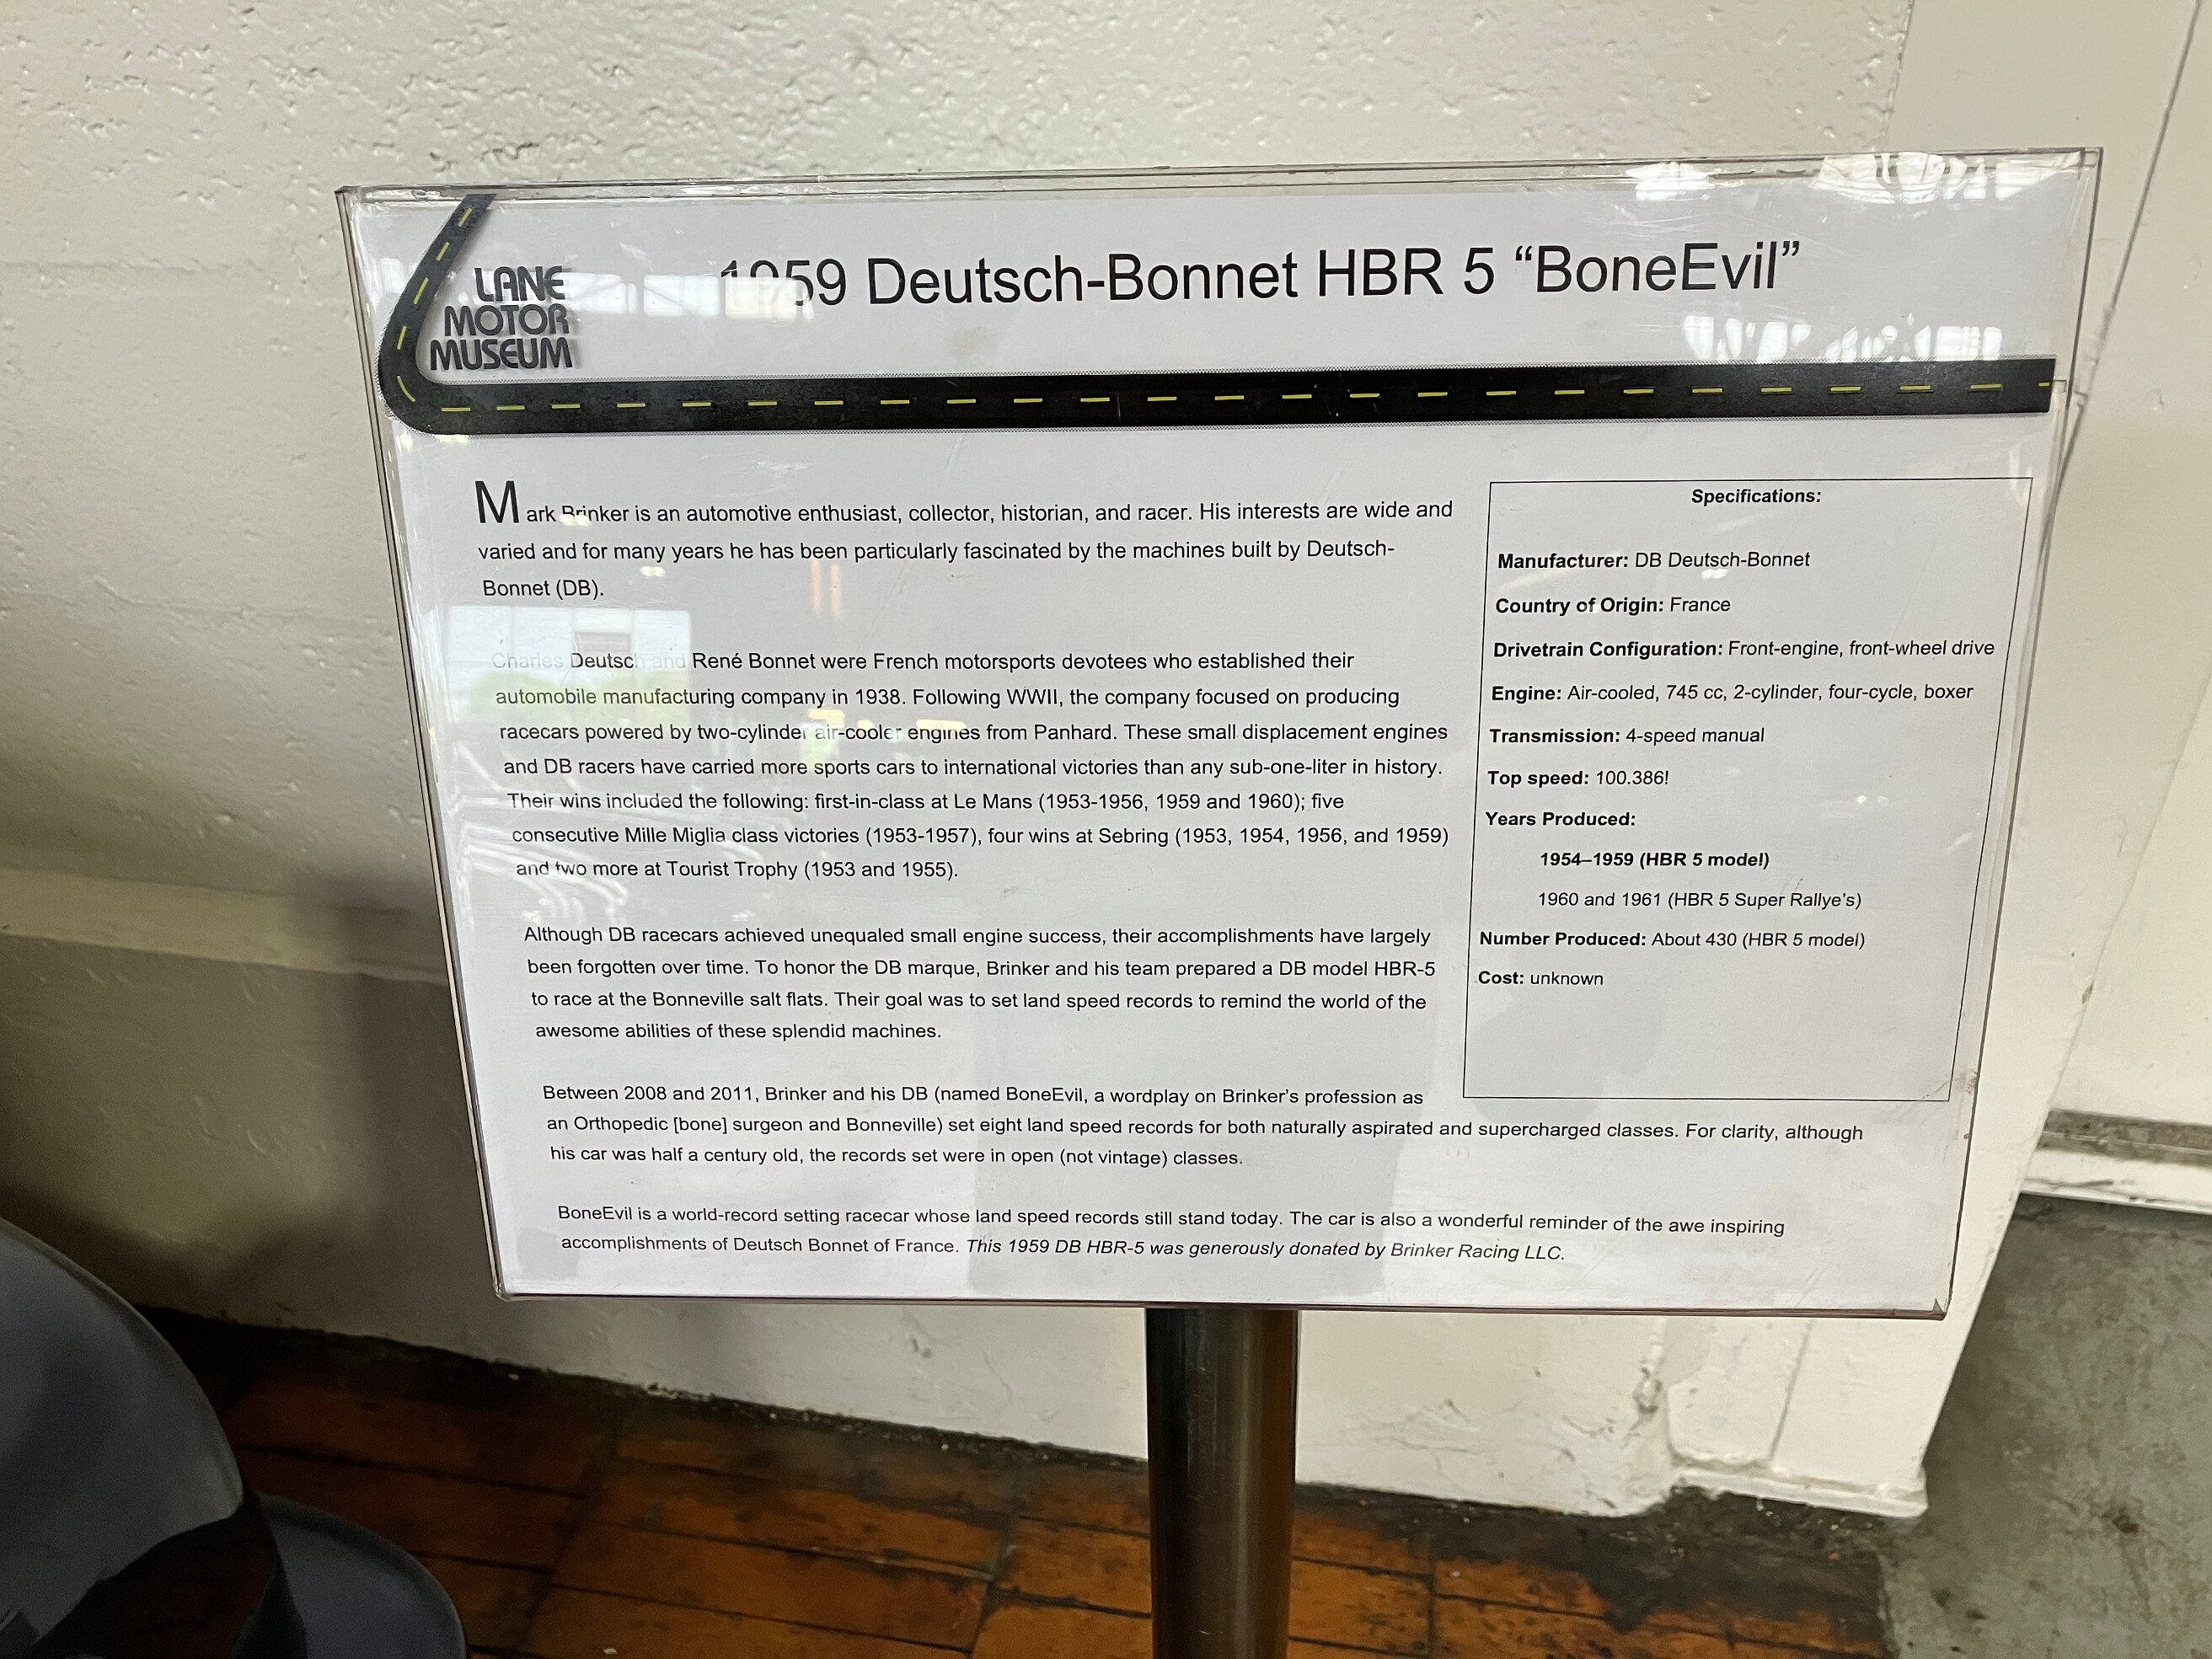 LANE
MOTOR
MUSEUM
1959 Deutsch-Bonnet HBR 5 “BoneEvil”
Mark Brinker is an automotive enthusiast, collector, historian, and racer. His interests are wide and
varied and for many years he has been particularly fascinated by the machines built by Deutsch-
Bonnet (DB).
Charles Deutsch and René Bonnet were French motorsports devotees who established their
automobile manufacturing company in 1938. Following WWII, the company focused on producing
racecars powered by two-cylinder air-cooler engines from Panhard. These small displacement engines
and DB racers have carried more sports cars to international victories than any sub-one-liter in history.
Their wins included the following: first-in-class at Le Mans (1953-1956, 1959 and 1960); five
consecutive Mille Miglia class victories (1953-1957), four wins at Sebring (1953, 1954, 1956, and 1959)
and two more at Tourist Trophy (1953 and 1955).
Although DB racecars achieved unequaled small engine success, their accomplishments have largely
been forgotten over time. To honor the DB marque, Brinker and his team prepared a DB model HBR-5
to race at the Bonneville salt flats. Their goal was to set land speed records to remind the world of the
awesome abilities of these splendid machines.
Between 2008 and 2011, Brinker and his DB (named BoneEvil, a wordplay on Brinker’s profession as
an Orthopedic [bone] surgeon and Bonneville) set eight land speed records for both naturally aspirated and supercharged classes. For clarity, although
his car was half a century old, the records set were in open (not vintage) classes.
BoneEvil is a world-record setting racecar whose land speed records still stand today. The car is also a wonderful reminder of the awe inspiring
accomplishments of Deutsch Bonnet of France. This 1959 DB HBR-5 was generously donated by Brinker Racing LLC.
Specifications:
Manufacturer: DB Deutsch-Bonnet
Country of Origin: France
Drivetrain Configuration: Front-engine, front-wheel drive
Engine: Air-cooled, 745 cc, 2-cylinder, four-cycle, boxer
Transmission: 4-speed manual
Top speed: 100.386!
Years Produced:
1954–1959 (HBR 5 model)
1960 and 1961 (HBR 5 Super Rallye’s)
Number Produced: About 430 (HBR 5 model)
Cost: unknown